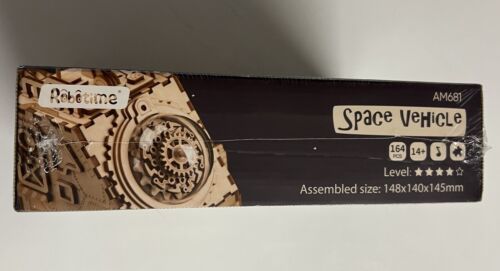 Robotime
AM681
Space Vehicle
164
PCS
14+
Level: ★★★★☆
Assembled size: 148x140x145mm